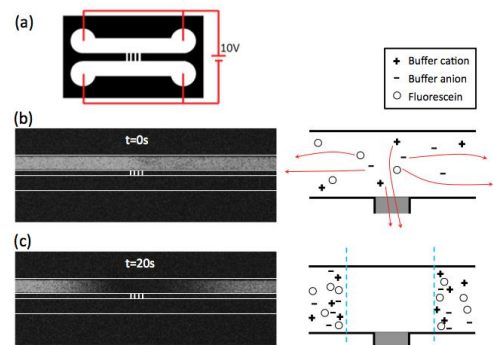 (a)
10V
+ Buffer cation
- Buffer anion
○ Fluorescein
(b)
t=0s
(c)
t=20s